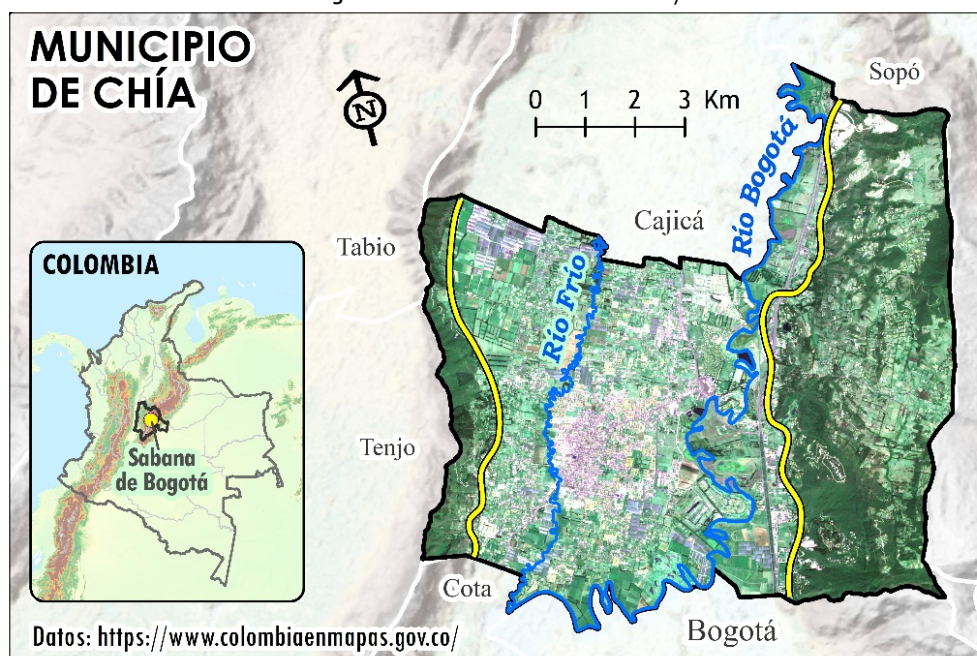 MUNICIPIO
DE CHÍA
N
0 1 2 3 Km
Sopó
Río Bogotá
Cajicá
Tabio
Río Frío
COLOMBIA
Sabana
de Bogotá
Tenjo
Cota
Bogotá
Datos: https://www.colombiaenmapas.gov.co/